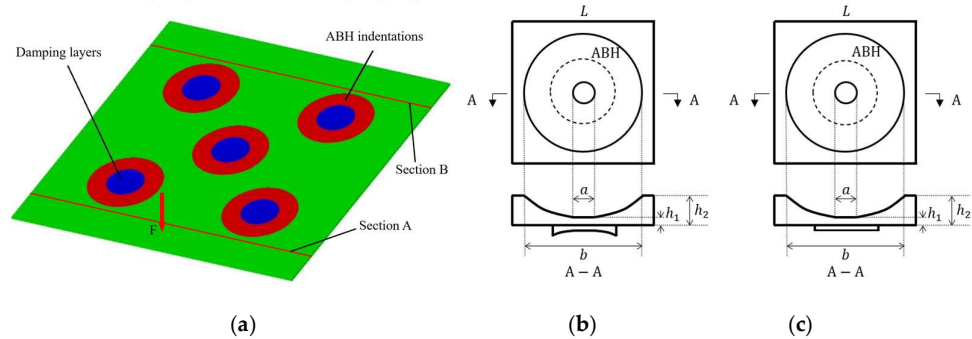 Damping layers
ABH indentations
Section B
Section A
F
(a)
L
ABH
A
A
a
h₁
h₂
b
A – A
(b)
L
ABH
A
A
a
h₁
h₂
b
A – A
(c)